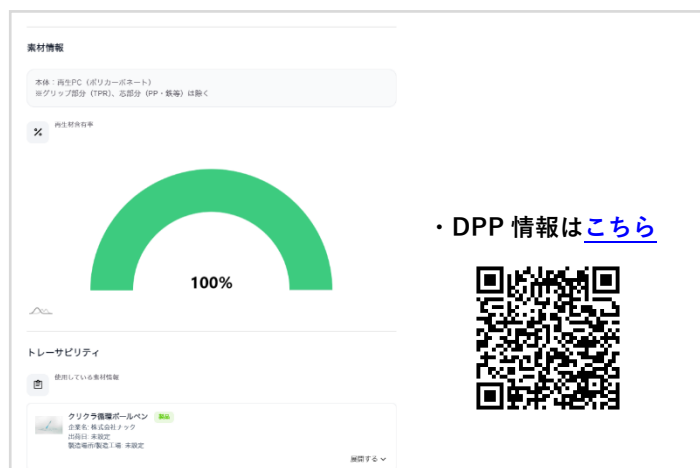 素材情報
本体：再生PC（ポリカーボネート）
※グリップ部分（TPR）、芯部分（PP・鉄等）は除く
再生材含有率
100%
トレーサビリティ
使用している素材情報
クリクラ循環ボールペン 製品
企業名: 株式会社ナック
出荷日: 未設定
製造場所/製造工場: 未設定
展開する
・DPP 情報はこちら